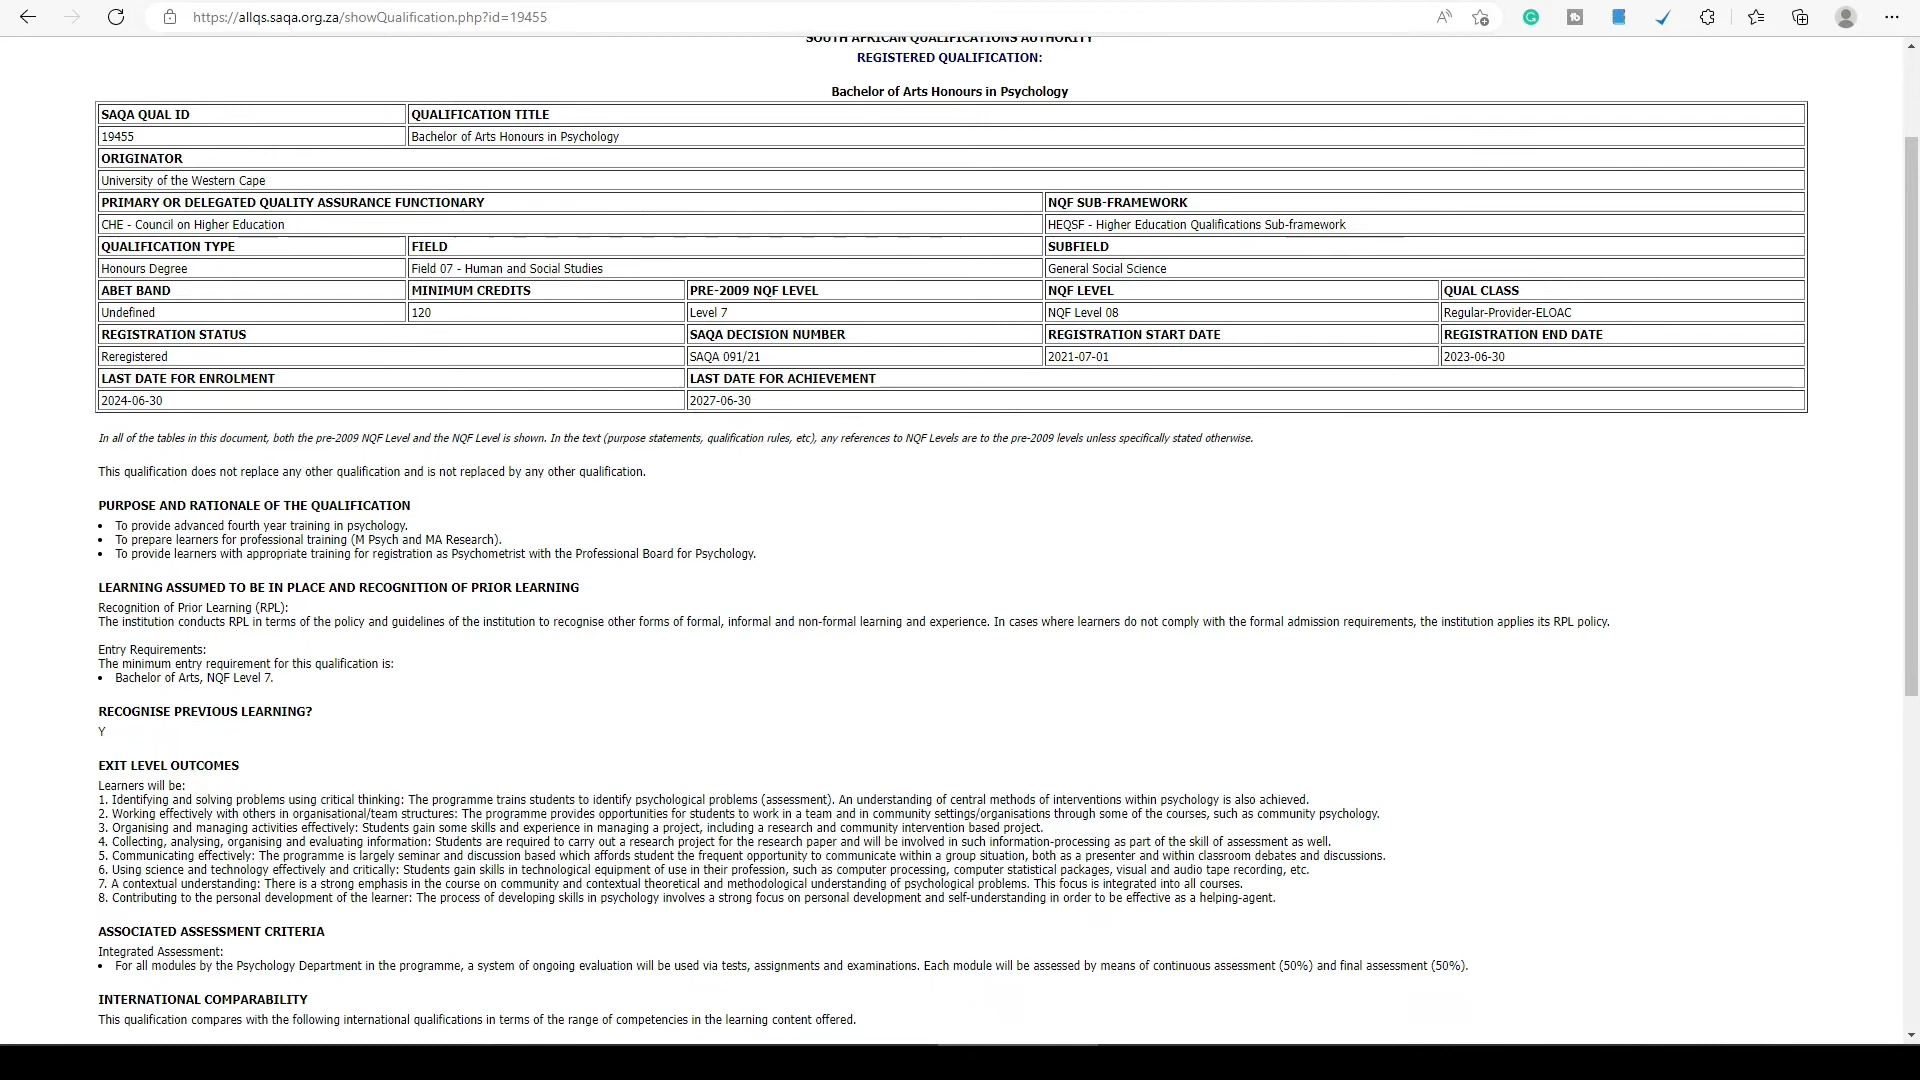 https://allqs.saqa.org.za/showQualification.php?id=19455
SOUTH AFRICAN QUALIFICATIONS AUTHORITY
REGISTERED QUALIFICATION:
Bachelor of Arts Honours in Psychology
SAQA QUAL ID QUALIFICATION TITLE
19455 Bachelor of Arts Honours in Psychology
ORIGINATOR
University of the Western Cape
PRIMARY OR DELEGATED QUALITY ASSURANCE FUNCTIONARY NQF SUB-FRAMEWORK
CHE - Council on Higher Education HEQSF - Higher Education Qualifications Sub-framework
QUALIFICATION TYPE FIELD SUBFIELD
Honours Degree Field 07 - Human and Social Studies General Social Science
ABET BAND MINIMUM CREDITS PRE-2009 NQF LEVEL NQF LEVEL QUAL CLASS
Undefined 120 Level 7 NQF Level 08 Regular-Provider-ELOAC
REGISTRATION STATUS SAQA DECISION NUMBER REGISTRATION START DATE REGISTRATION END DATE
Reregistered SAQA 091/21 2021-07-01 2023-06-30
LAST DATE FOR ENROLMENT LAST DATE FOR ACHIEVEMENT
2024-06-30 2027-06-30
In all of the tables in this document, both the pre-2009 NQF Level and the NQF Level is shown. In the text (purpose statements, qualification rules, etc), any references to NQF Levels are to the pre-2009 levels unless specifically stated otherwise.
This qualification does not replace any other qualification and is not replaced by any other qualification.
PURPOSE AND RATIONALE OF THE QUALIFICATION
• To provide advanced fourth year training in psychology.
• To prepare learners for professional training (M Psych and MA Research).
• To provide learners with appropriate training for registration as Psychometrist with the Professional Board for Psychology.
LEARNING ASSUMED TO BE IN PLACE AND RECOGNITION OF PRIOR LEARNING
Recognition of Prior Learning (RPL):
The institution conducts RPL in terms of the policy and guidelines of the institution to recognise other forms of formal, informal and non-formal learning and experience. In cases where learners do not comply with the formal admission requirements, the institution applies its RPL policy.
Entry Requirements:
The minimum entry requirement for this qualification is:
• Bachelor of Arts, NQF Level 7.
RECOGNISE PREVIOUS LEARNING?
Y
EXIT LEVEL OUTCOMES
Learners will be:
1. Identifying and solving problems using critical thinking: The programme trains students to identify psychological problems (assessment). An understanding of central methods of interventions within psychology is also achieved.
2. Working effectively with others in organisational/team structures: The programme provides opportunities for students to work in a team and in community settings/organisations through some of the courses, such as community psychology.
3. Organising and managing activities effectively: Students gain some skills and experience in managing a project, including a research and community intervention based project.
4. Collecting, analysing, organising and evaluating information: Students are required to carry out a research project for the research paper and will be involved in such information-processing as part of the skill of assessment as well.
5. Communicating effectively: The programme is largely seminar and discussion based which affords student the frequent opportunity to communicate within a group situation, both as a presenter and within classroom debates and discussions.
6. Using science and technology effectively and critically: Students gain skills in technological equipment of use in their profession, such as computer processing, computer statistical packages, visual and audio tape recording, etc.
7. A contextual understanding: There is a strong emphasis in the course on community and contextual theoretical and methodological understanding of psychological problems. This focus is integrated into all courses.
8. Contributing to the personal development of the learner: The process of developing skills in psychology involves a strong focus on personal development and self-understanding in order to be effective as a helping-agent.
ASSOCIATED ASSESSMENT CRITERIA
Integrated Assessment:
• For all modules by the Psychology Department in the programme, a system of ongoing evaluation will be used via tests, assignments and examinations. Each module will be assessed by means of continuous assessment (50%) and final assessment (50%).
INTERNATIONAL COMPARABILITY
This qualification compares with the following international qualifications in terms of the range of competencies in the learning content offered.